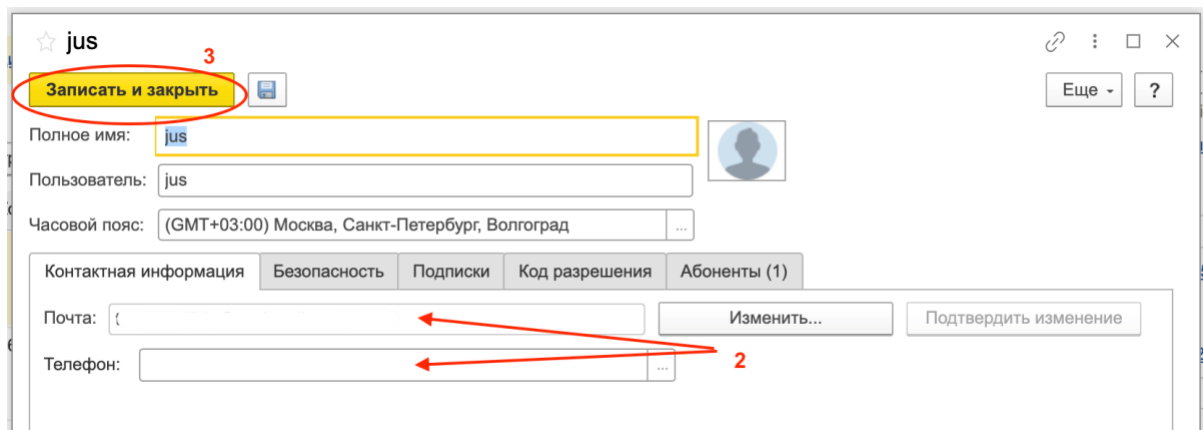 jus
3
Записать и закрыть
Еще
?
Полное имя: jus
Пользователь: jus
Часовой пояс: (GMT+03:00) Москва, Санкт-Петербург, Волгоград ...
Контактная информация Безопасность Подписки Код разрешения Абоненты (1)
Почта: Изменить... Подтвердить изменение
Телефон: ...
2